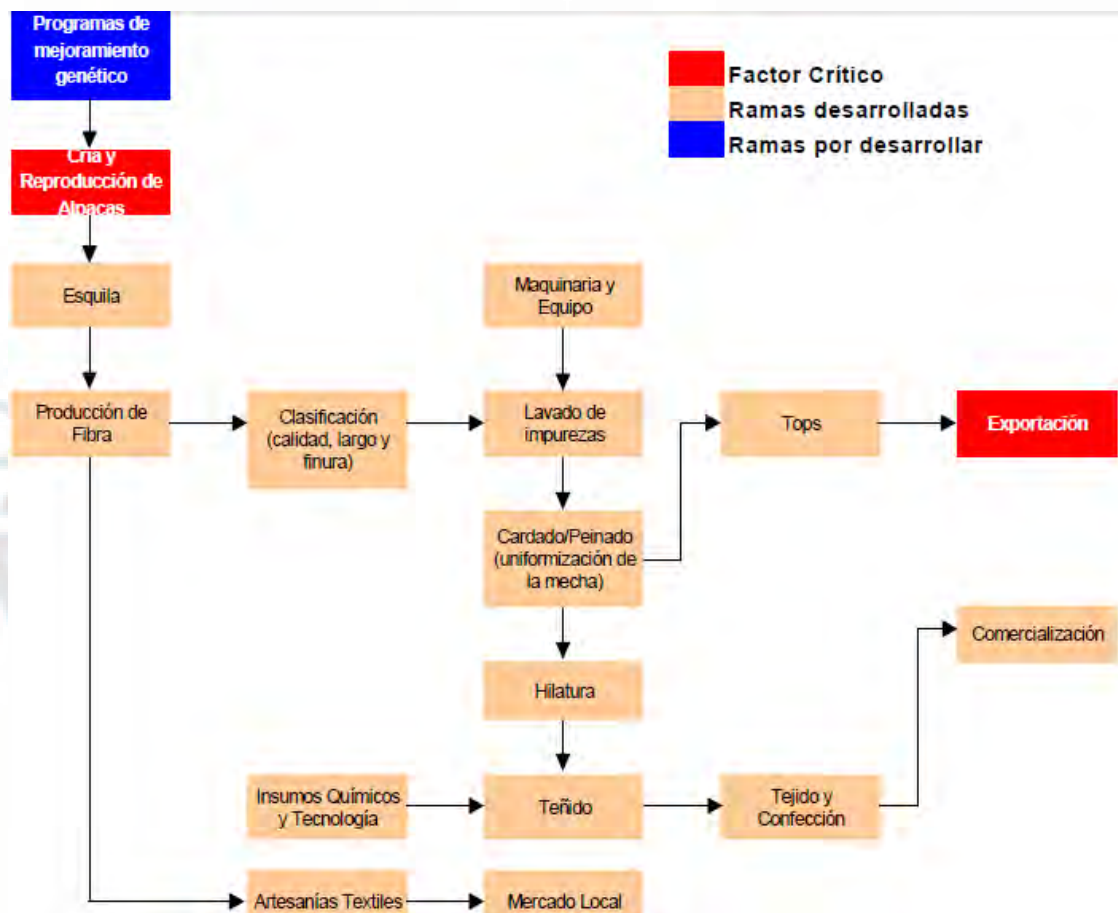 Programas de
mejoramiento
genético
Factor Crítico
Ramas desarrolladas
Ramas por desarrollar
Cría y
Reproducción de
Alpacas
Esquila
Maquinaria y
Equipo
Producción de
Fibra
Clasificación
(calidad, largo y
finura)
Lavado de
impurezas
Tops
Exportación
Cardado/Peinado
(uniformización de
la mecha)
Comercialización
Hilatura
Insumos Químicos
y Tecnología
Teñido
Tejido y
Confección
Artesanías Textiles
Mercado Local